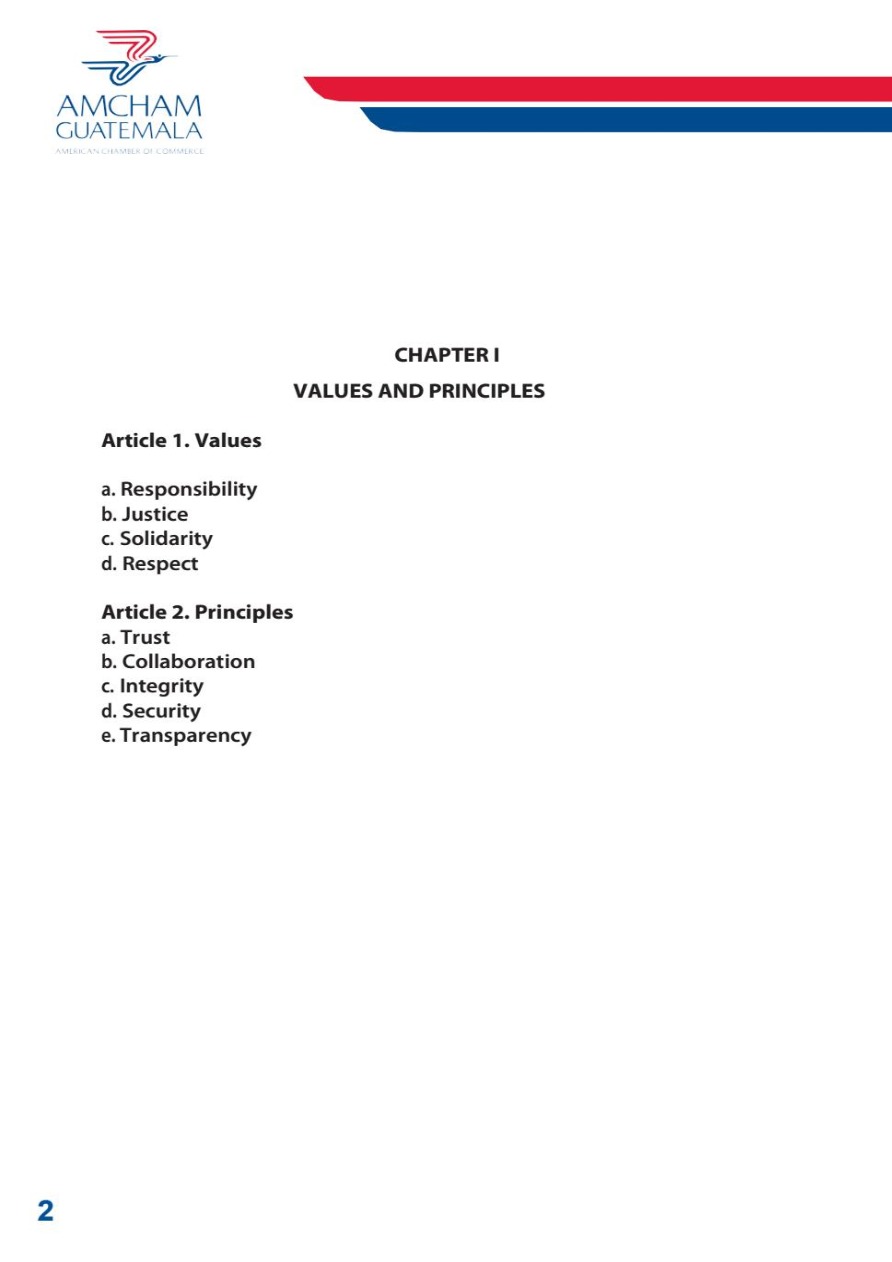 AMCHAM
GUATEMALA
AMERICAN CHAMBER OF COMMERCE
CHAPTER I
VALUES AND PRINCIPLES
Article 1. Values
a. Responsibility
b. Justice
c. Solidarity
d. Respect
Article 2. Principles
a. Trust
b. Collaboration
c. Integrity
d. Security
e. Transparency
2